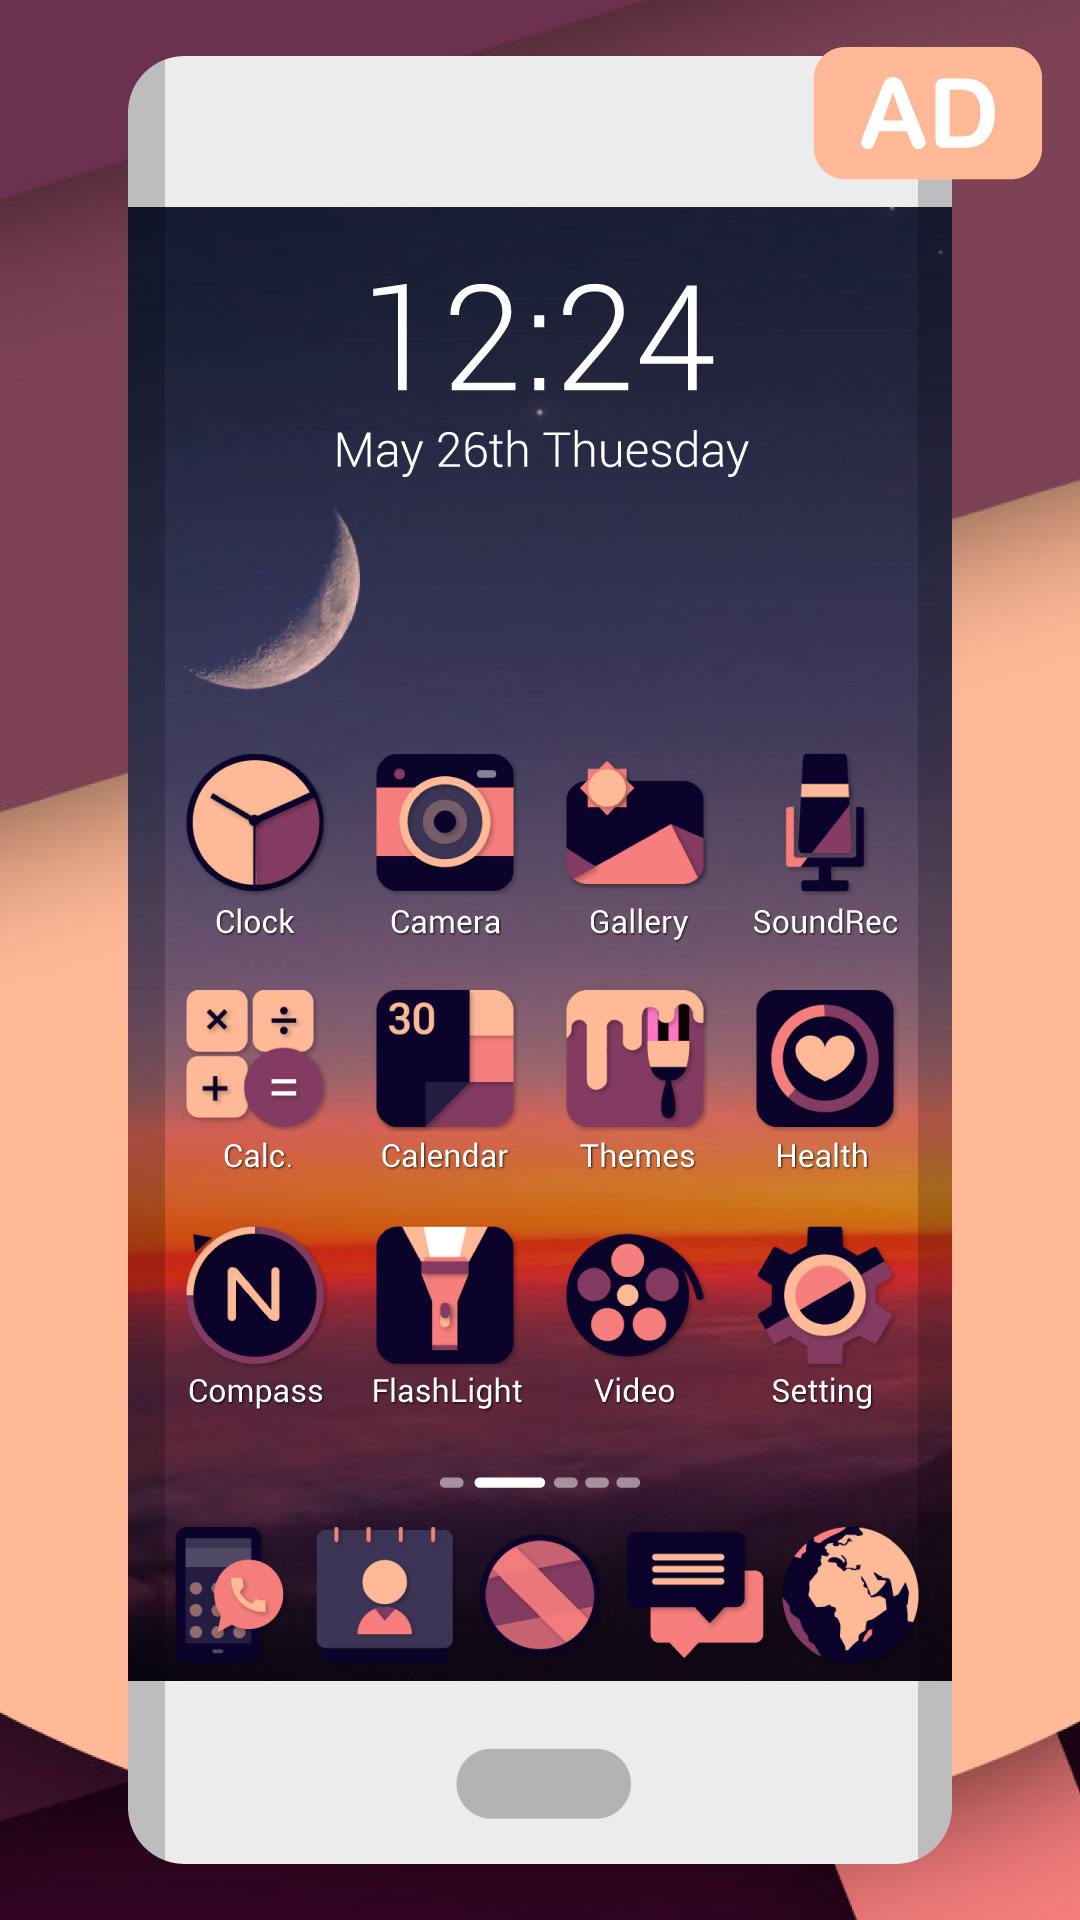 AD
12:24
May 26th Thuesday
Clock Camera Gallery SoundRec
30
Calc. Calendar Themes Health
N
Compass FlashLight Video Setting